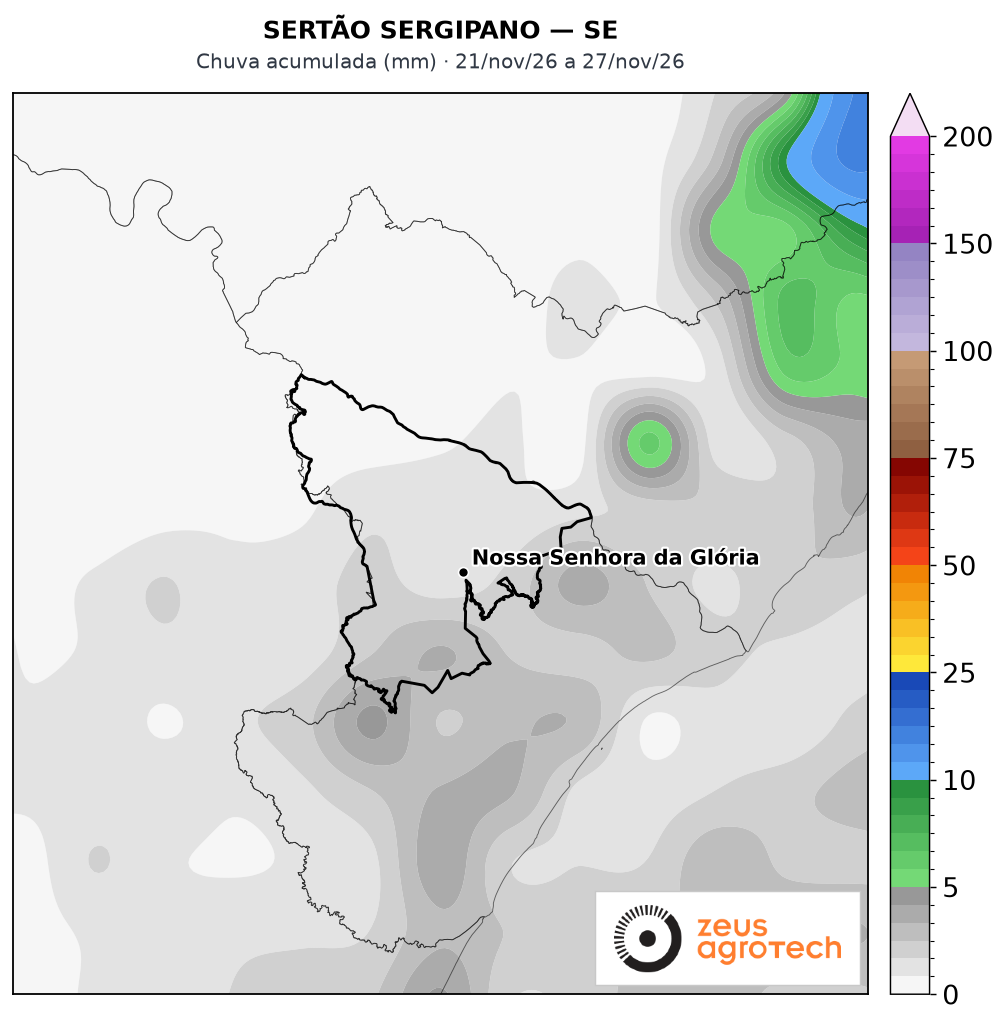 SERTÃO SERGIPANO — SE
Chuva acumulada (mm) · 21/nov/26 a 27/nov/26
Nossa Senhora da Glória
200
150
100
75
50
25
10
5
0
zeus
agrotech